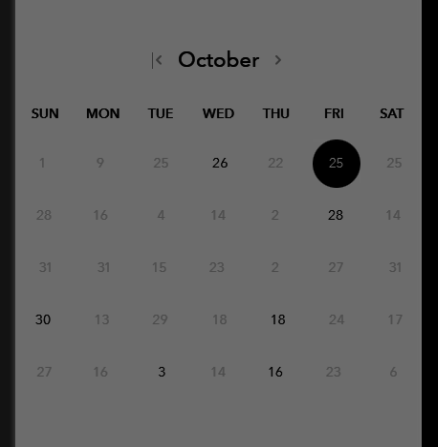 |< October >
SUN MON TUE WED THU FRI SAT
1 9 25 26 22 25 25
28 16 4 14 2 28 14
31 31 15 23 2 27 31
30 13 29 18 18 24 17
27 16 3 14 16 23 6